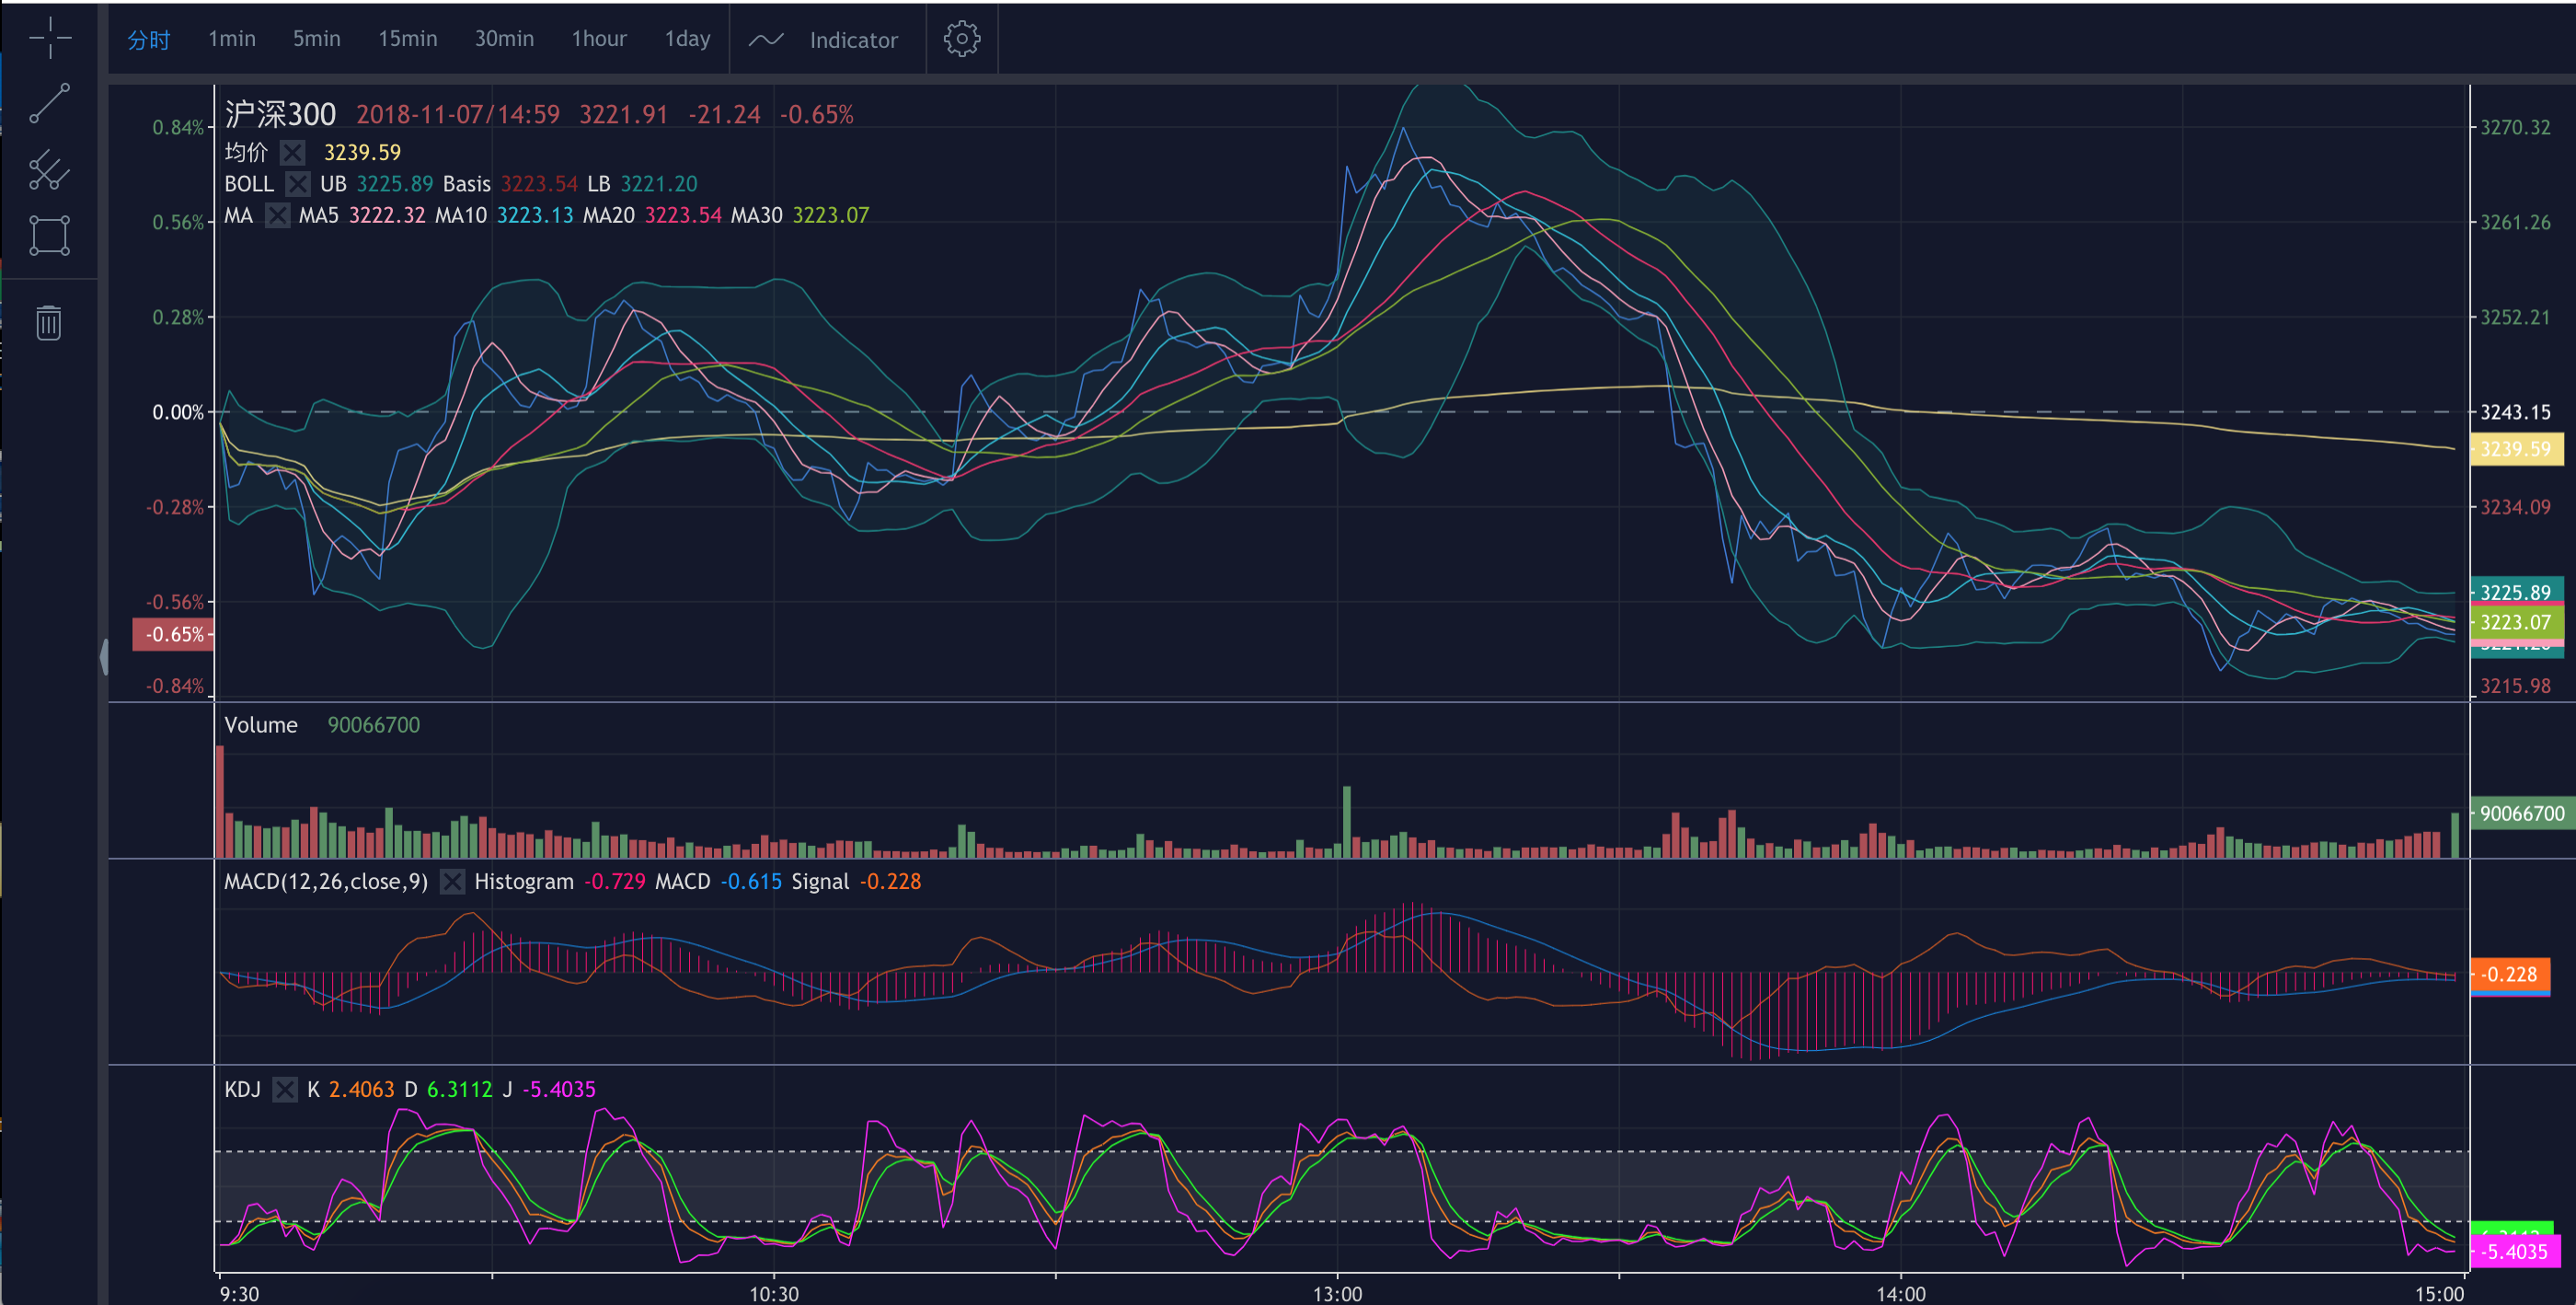 分时 1min 5min 15min 30min 1hour 1day Indicator
沪深300 2018-11-07/14:59 3221.91 -21.24 -0.65%
均价 3239.59
BOLL UB 3225.89 Basis 3223.54 LB 3221.20
MA MA5 3222.32 MA10 3223.13 MA20 3223.54 MA30 3223.07
0.84%
0.56%
0.28%
0.00%
-0.28%
-0.56%
-0.65%
-0.84%
3270.32
3261.26
3252.21
3243.15
3239.59
3234.09
3225.89
3223.07
3215.98
Volume 90066700
90066700
MACD(12,26,close,9) Histogram -0.729 MACD -0.615 Signal -0.228
-0.228
KDJ K 2.4063 D 6.3112 J -5.4035
-5.4035
9:30 10:30 13:00 14:00 15:00